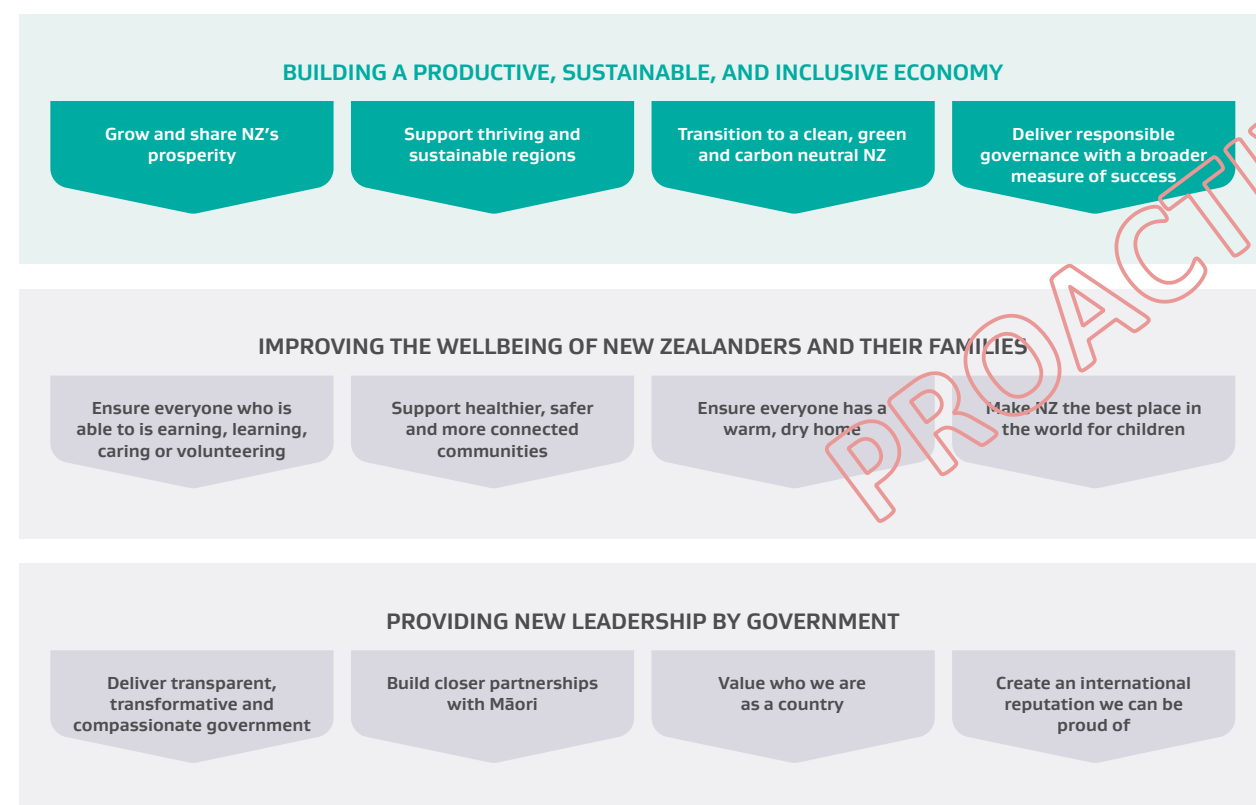 BUILDING A PRODUCTIVE, SUSTAINABLE, AND INCLUSIVE ECONOMY
Grow and share NZ's
prosperity
Support thriving and
sustainable regions
Transition to a clean, green
and carbon neutral NZ
Deliver responsible
governance with a broader
measure of success
IMPROVING THE WELLBEING OF NEW ZEALANDERS AND THEIR FAMILIES
Ensure everyone who is
able to is earning, learning,
caring or volunteering
Support healthier, safer
and more connected
communities
Ensure everyone has a
warm, dry home
Make NZ the best place in
the world for children
PROVIDING NEW LEADERSHIP BY GOVERNMENT
Deliver transparent,
transformative and
compassionate government
Build closer partnerships
with Māori
Value who we are
as a country
Create an international
reputation we can be
proud of
PROACTI